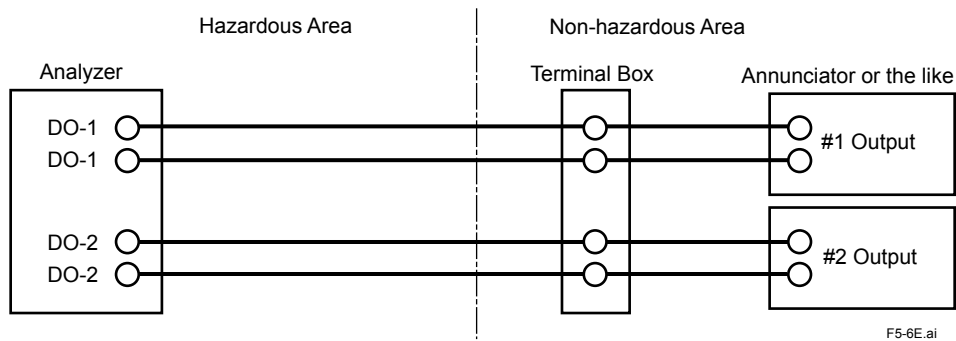 Hazardous Area
Non-hazardous Area
Analyzer
Terminal Box
Annunciator or the like
DO-1
DO-1
#1 Output
DO-2
DO-2
#2 Output
F5-6E.ai